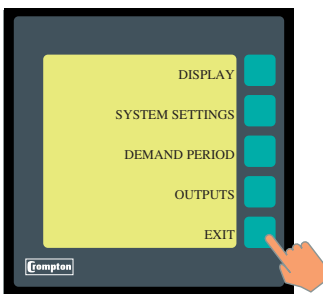 DISPLAY
SYSTEM SETTINGS
DEMAND PERIOD
OUTPUTS
EXIT
Crompton